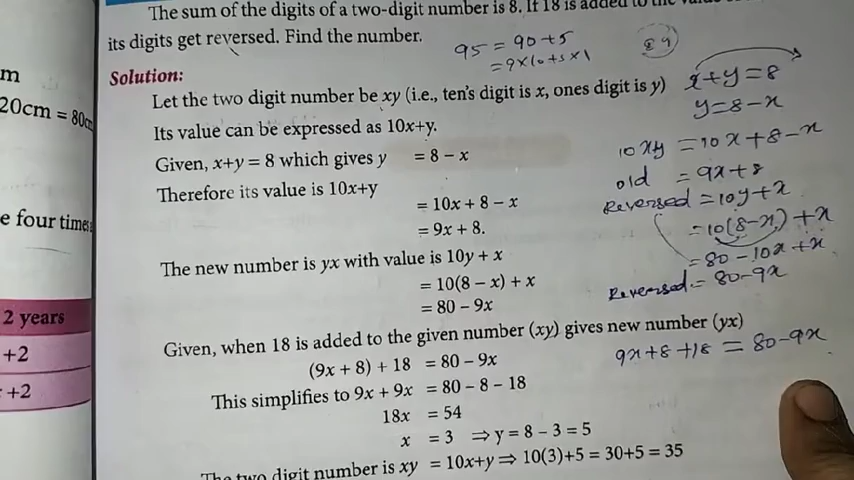 The sum of the digits of a two-digit number is 8. If 18 is added to the value
its digits get reversed. Find the number.
95 = 90+5
= 9×10+5×1
Solution:
m
20cm = 80cm
Let the two digit number be xy (i.e., ten's digit is x, ones digit is y)
x+y=8
y=8-x
Its value can be expressed as 10x+y.
Given, x+y = 8 which gives y = 8 – x
Therefore its value is 10x+y
= 10x + 8 – x
= 9x + 8.
10xy = 10x+8-x
old = 9x+8
Reversed = 10y+x
= 10(8-x)+x
= 80-10x+x
Reversed = 80-9x
e four times
The new number is yx with value is 10y + x
= 10(8 – x) + x
= 80 – 9x
2 years
+2
+2
Given, when 18 is added to the given number (xy) gives new number (yx)
(9x + 8) + 18 = 80 – 9x
9x+8+18 = 80-9x
This simplifies to 9x + 9x = 80 – 8 – 18
18x = 54
x = 3 ⇒ y = 8 – 3 = 5
The two digit number is xy = 10x+y ⇒ 10(3)+5 = 30+5 = 35